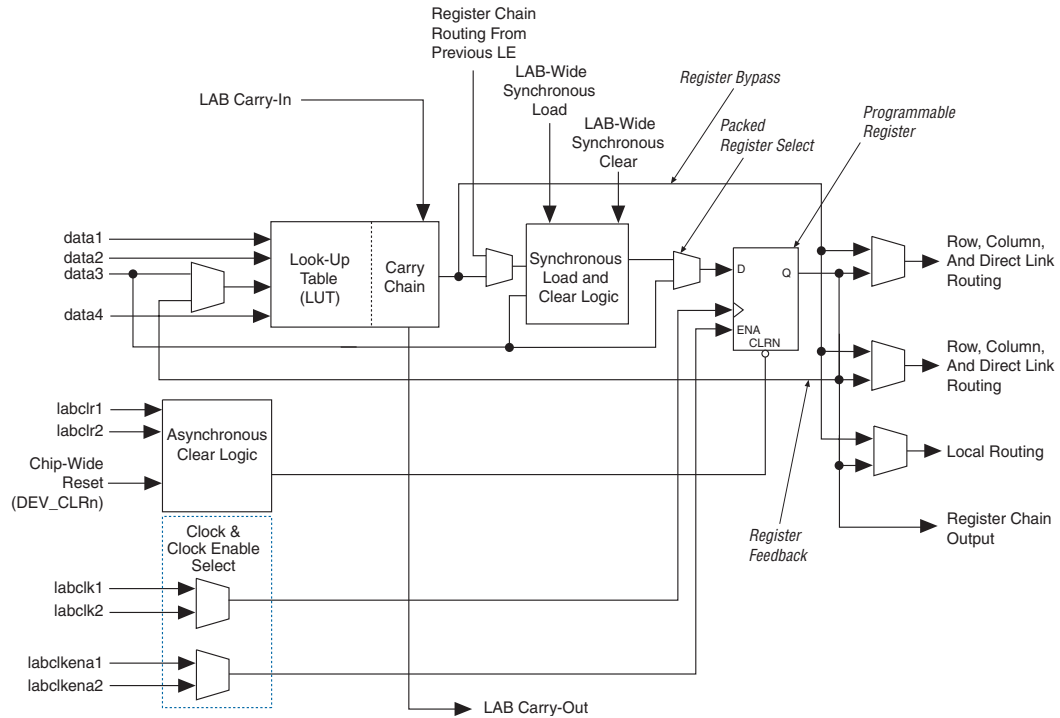 Register Chain
Routing From
Previous LE
LAB-Wide
Synchronous
Load
Register Bypass
Programmable
Register
LAB Carry-In
LAB-Wide
Synchronous
Clear
Packed
Register Select
data1
data2
data3
data4
Look-Up
Table
(LUT)
Carry
Chain
Synchronous
Load and
Clear Logic
D
Q
ENA
CLRN
Row, Column,
And Direct Link
Routing
Row, Column,
And Direct Link
Routing
labclr1
labclr2
Chip-Wide
Reset
(DEV_CLRn)
Asynchronous
Clear Logic
Local Routing
Register
Feedback
Register Chain
Output
Clock &
Clock Enable
Select
labclk1
labclk2
labclkena1
labclkena2
LAB Carry-Out